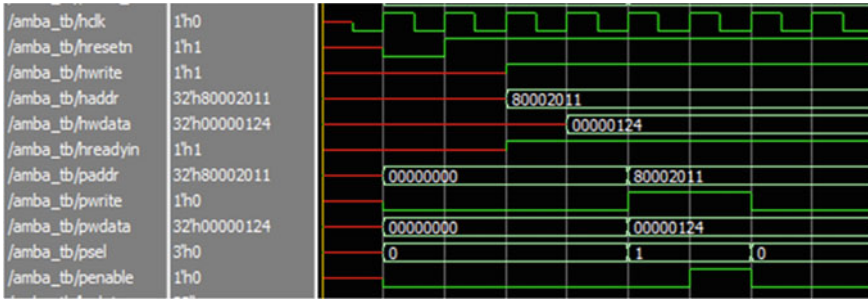 /amba_tb/hclk 1'h0
/amba_tb/hresetn 1'h1
/amba_tb/hwrite 1'h1
/amba_tb/haddr 32'h80002011 80002011
/amba_tb/hwdata 32'h00000124 00000124
/amba_tb/hreadyin 1'h1
/amba_tb/paddr 32'h80002011 00000000 80002011
/amba_tb/pwrite 1'h0
/amba_tb/pwdata 32'h00000124 00000000 00000124
/amba_tb/psel 3'h0 0 1 0
/amba_tb/penable 1'h0